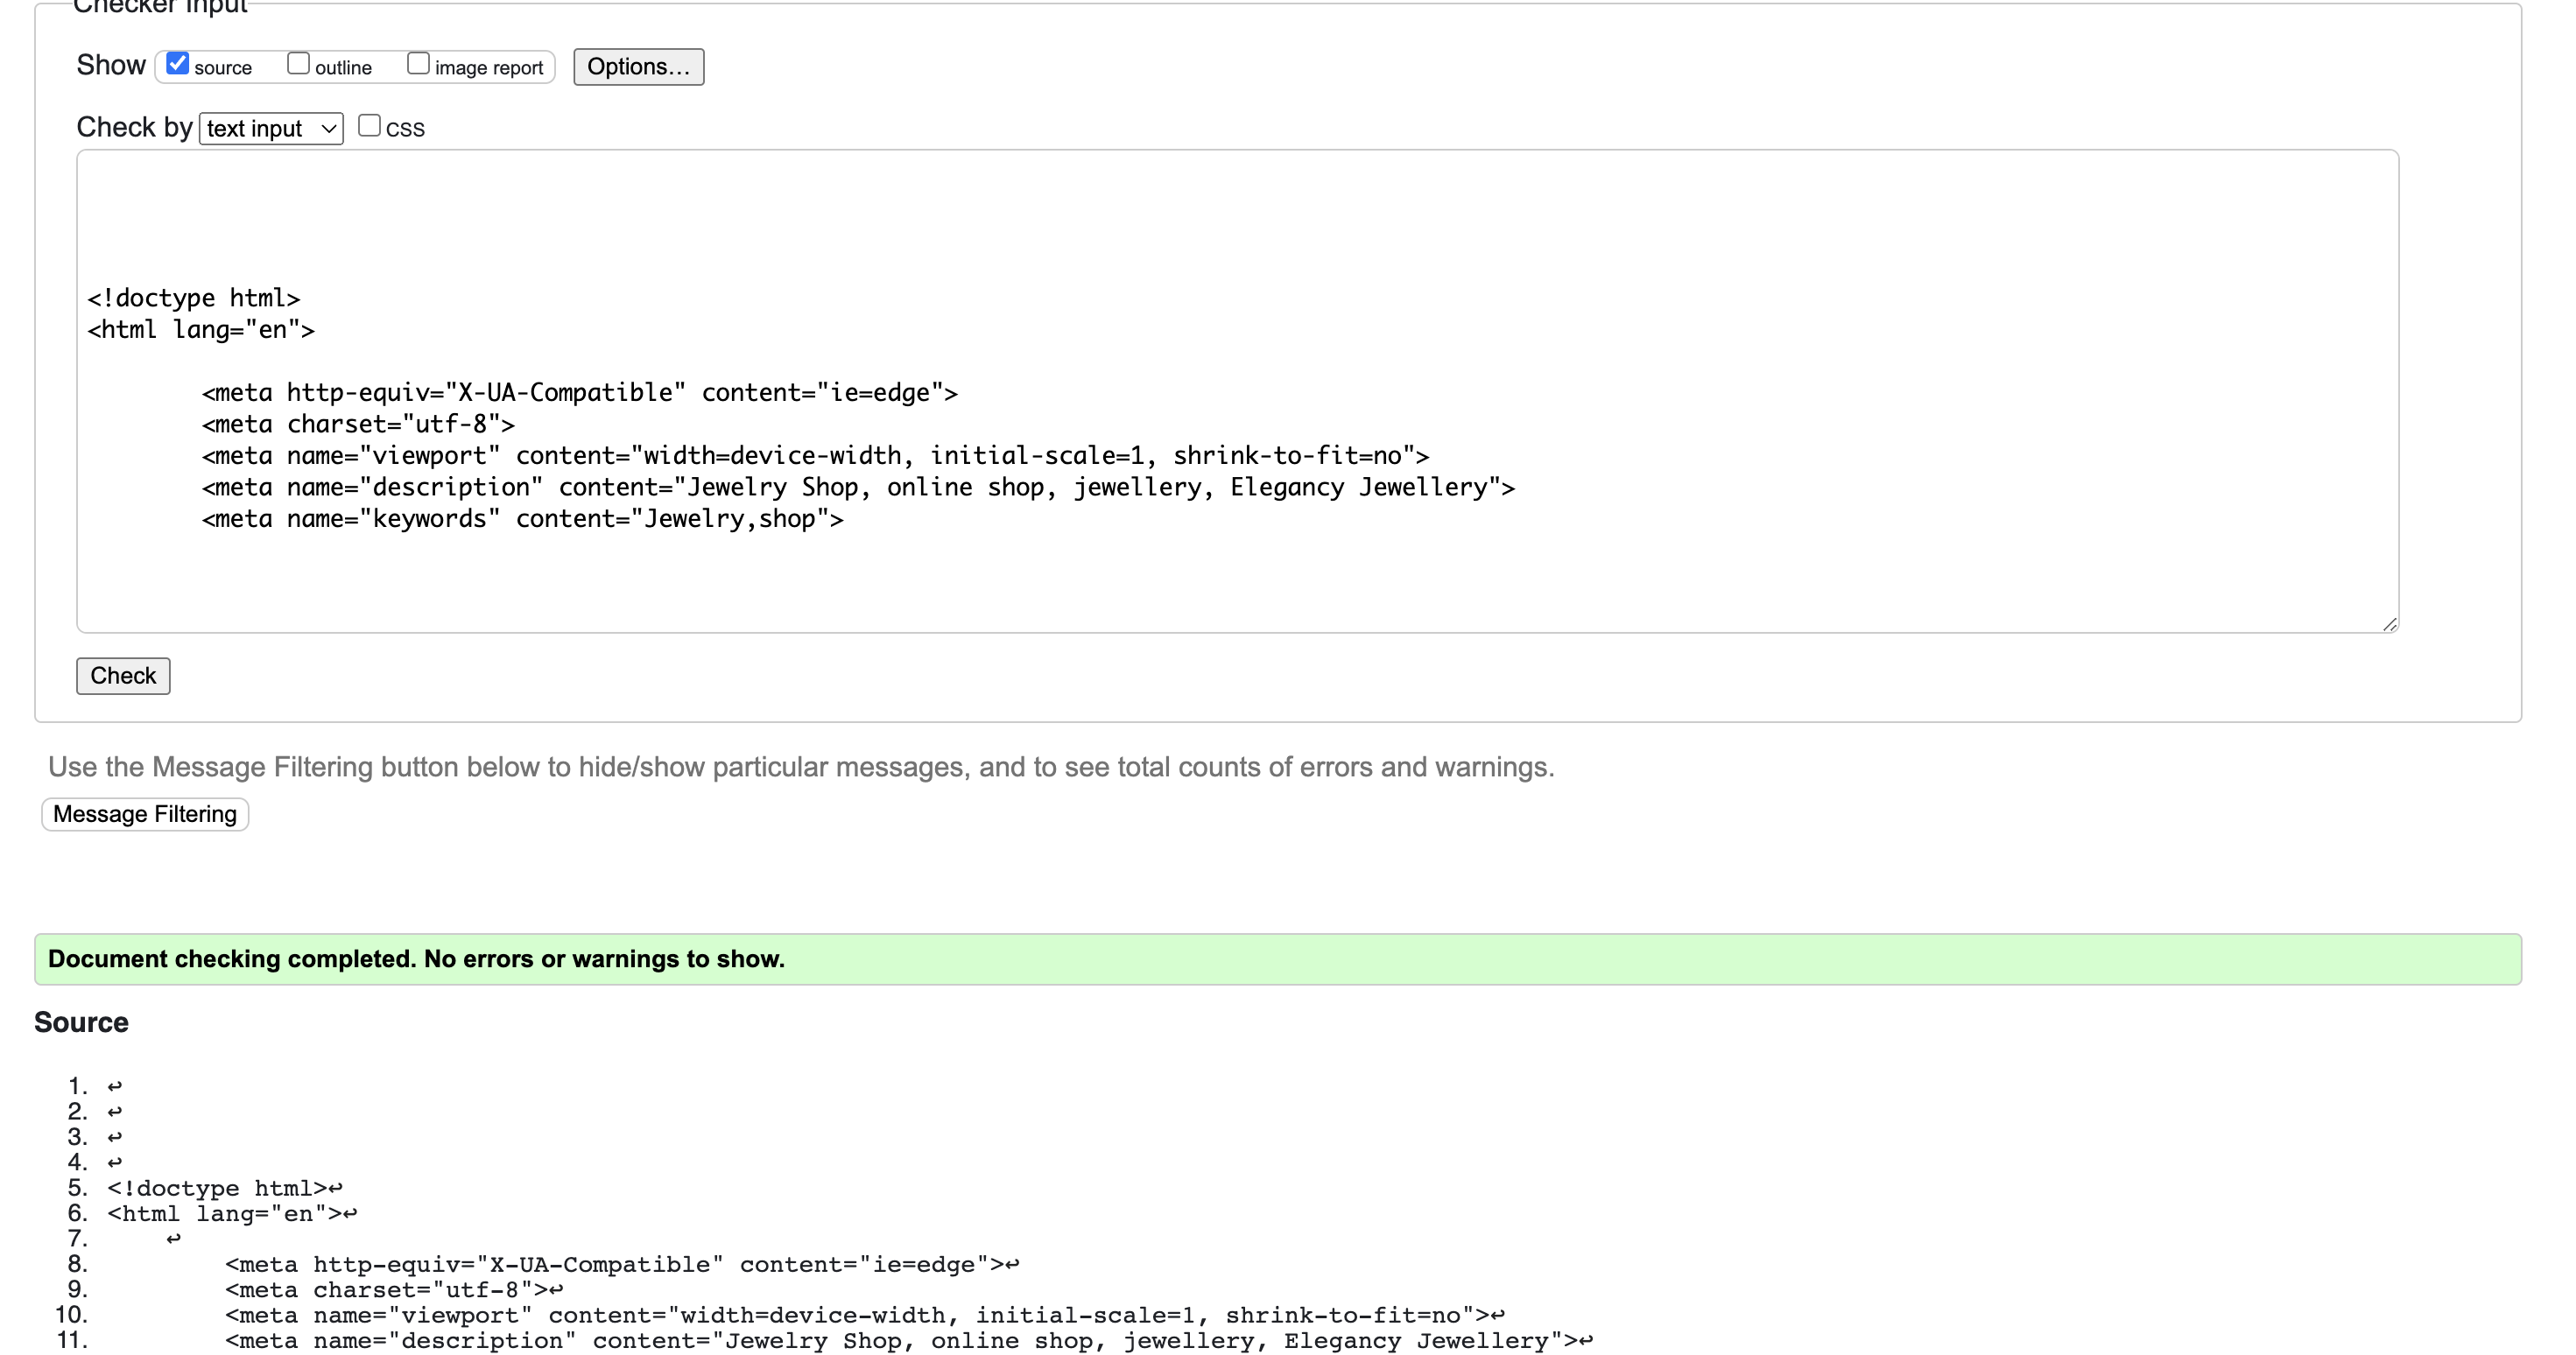 Checker Input
Show source outline image report Options...
Check by text input CSS
<!doctype html>
<html lang="en">
<meta http-equiv="X-UA-Compatible" content="ie=edge">
<meta charset="utf-8">
<meta name="viewport" content="width=device-width, initial-scale=1, shrink-to-fit=no">
<meta name="description" content="Jewelry Shop, online shop, jewellery, Elegancy Jewellery">
<meta name="keywords" content="Jewelry,shop">
Check
Use the Message Filtering button below to hide/show particular messages, and to see total counts of errors and warnings.
Message Filtering
Document checking completed. No errors or warnings to show.
Source
1. ↩
2. ↩
3. ↩
4. ↩
5. <!doctype html>↩
6. <html lang="en">↩
7. ↩
8. <meta http-equiv="X-UA-Compatible" content="ie=edge">↩
9. <meta charset="utf-8">↩
10. <meta name="viewport" content="width=device-width, initial-scale=1, shrink-to-fit=no">↩
11. <meta name="description" content="Jewelry Shop, online shop, jewellery, Elegancy Jewellery">↩